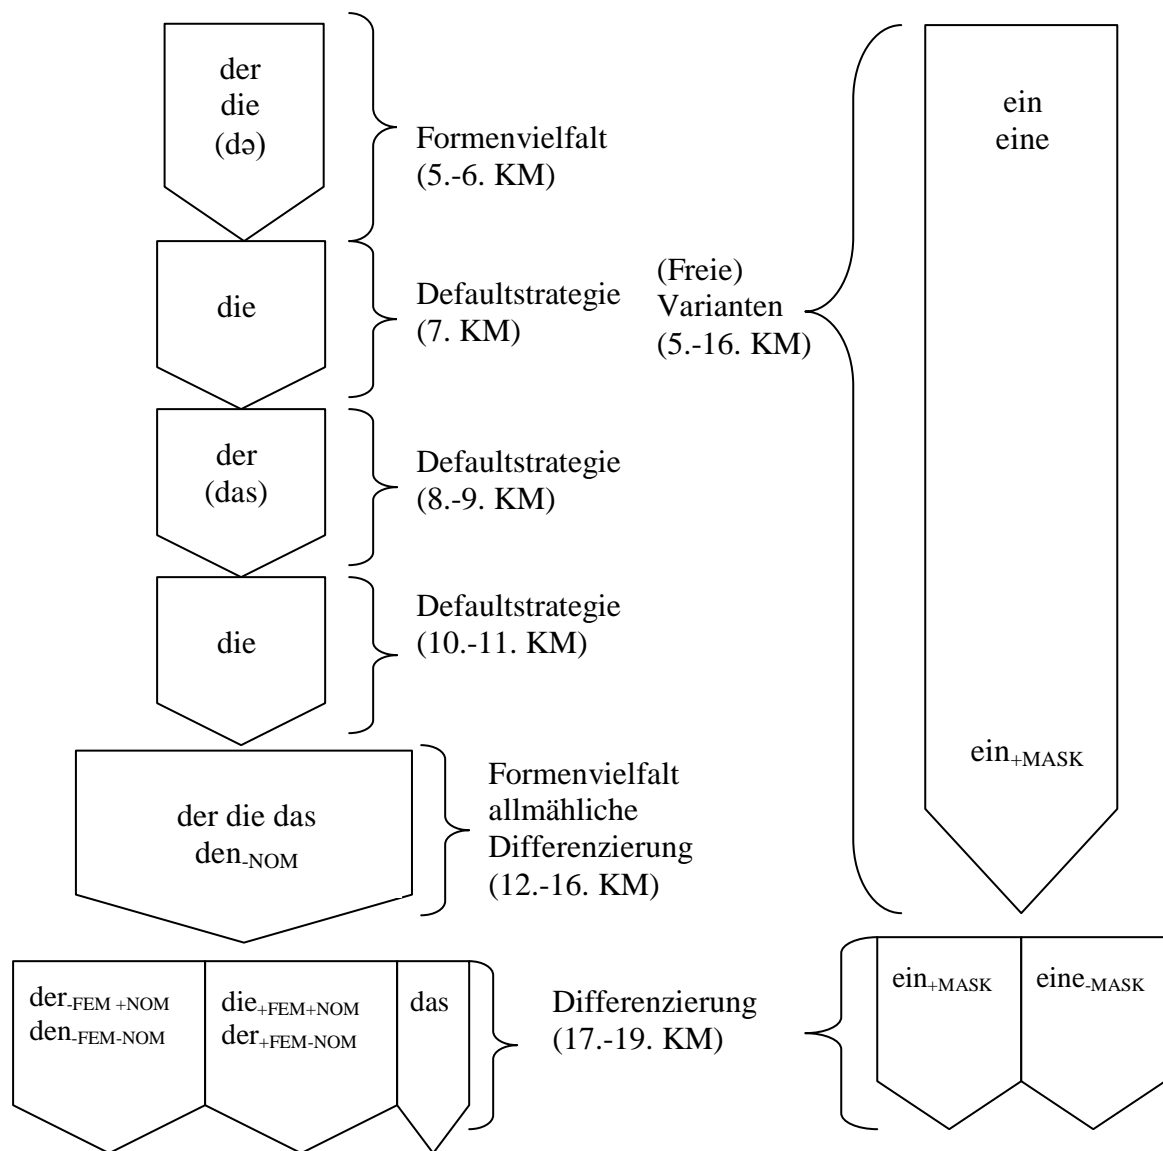 der
die
(də)
Formenvielfalt
(5.-6. KM)
die
Defaultstrategie
(7. KM)
der
(das)
Defaultstrategie
(8.-9. KM)
die
Defaultstrategie
(10.-11. KM)
der die das
den-NOM
Formenvielfalt
allmähliche
Differenzierung
(12.-16. KM)
(Freie)
Varianten
(5.-16. KM)
ein
eine
ein+MASK
der-FEM +NOM
den-FEM-NOM
die+FEM+NOM
der+FEM-NOM
das
Differenzierung
(17.-19. KM)
ein+MASK
eine-MASK